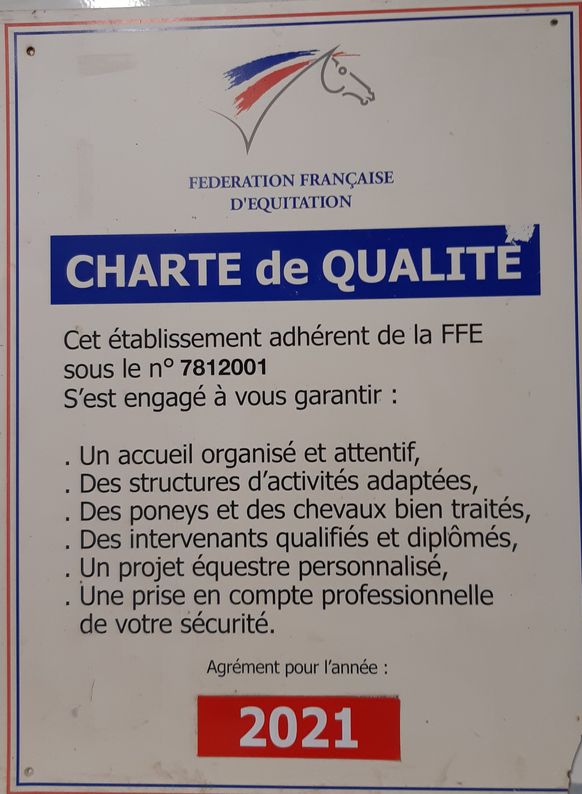 FEDERATION FRANÇAISE
D'EQUITATION
CHARTE de QUALITÉ
Cet établissement adhérent de la FFE
sous le n° 7812001
S'est engagé à vous garantir :
. Un accueil organisé et attentif,
. Des structures d'activités adaptées,
. Des poneys et des chevaux bien traités,
. Des intervenants qualifiés et diplômés,
. Un projet équestre personnalisé,
. Une prise en compte professionnelle
de votre sécurité.
Agrément pour l'année :
2021